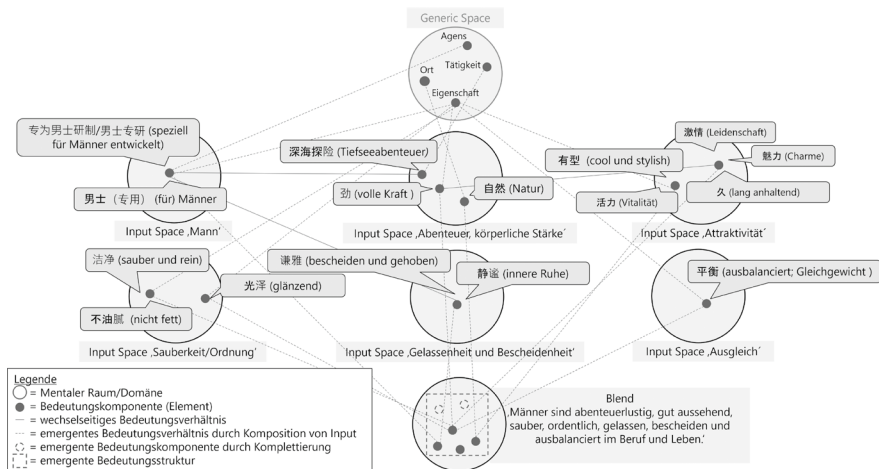 Generic Space
Agens
Ort
Tätigkeit
Eigenschaft
专为男士研制/男士专研 (speziell
für Männer entwickelt)
男士（专用） (für) Männer
Input Space ‚Mann‘
深海探险 (Tiefseeabenteuer)
劲 (volle Kraft )
自然 (Natur)
Input Space ‚Abenteuer, körperliche Stärke´
激情 (Leidenschaft)
有型 (cool und stylish)
魅力 (Charme)
活力 (Vitalität)
久 (lang anhaltend)
Input Space ‚Attraktivität´
洁净 (sauber und rein)
光泽 (glänzend)
不油腻 (nicht fett)
Input Space ‚Sauberkeit/Ordnung‘
谦雅 (bescheiden und gehoben)
静谧 (innere Ruhe)
Input Space ‚Gelassenheit und Bescheidenheit‘
平衡 (ausbalanciert; Gleichgewicht )
Input Space ‚Ausgleich´
Legende
= Mentaler Raum/Domäne
= Bedeutungskomponente (Element)
= wechselseitiges Bedeutungsverhältnis
= emergentes Bedeutungsverhältnis durch Komposition von Input
= emergente Bedeutungskomponente durch Komplettierung
= emergente Bedeutungsstruktur
Blend
‚Männer sind abenteuerlustig, gut aussehend,
sauber, ordentlich, gelassen, bescheiden und
ausbalanciert im Beruf und Leben.‘